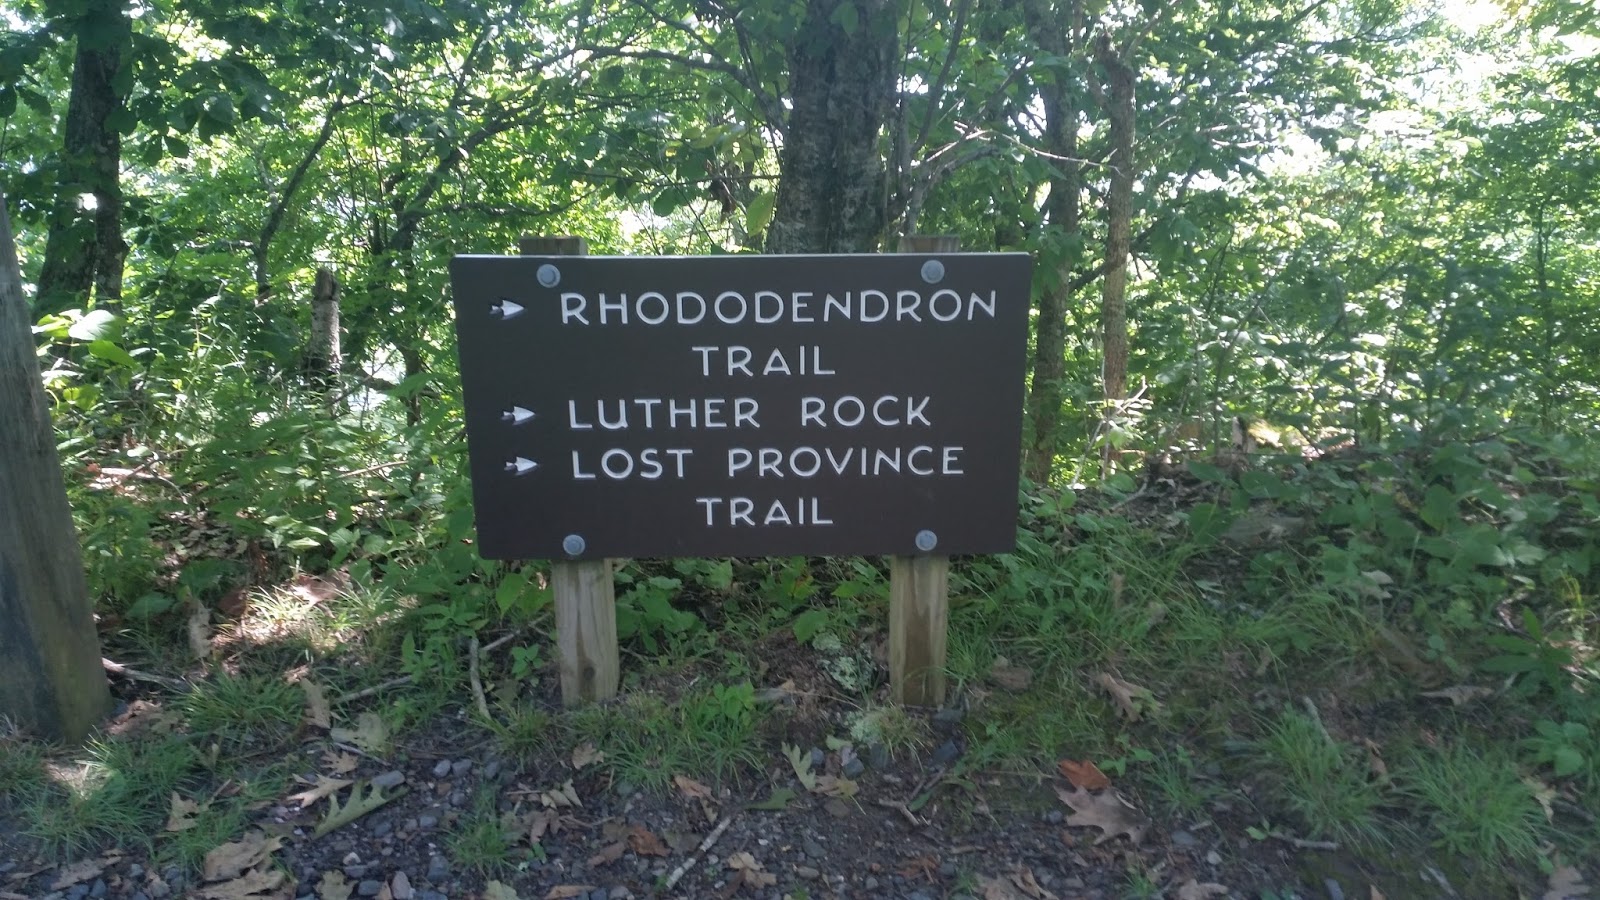 RHODODENDRON
TRAIL
LUTHER ROCK
LOST PROVINCE
TRAIL